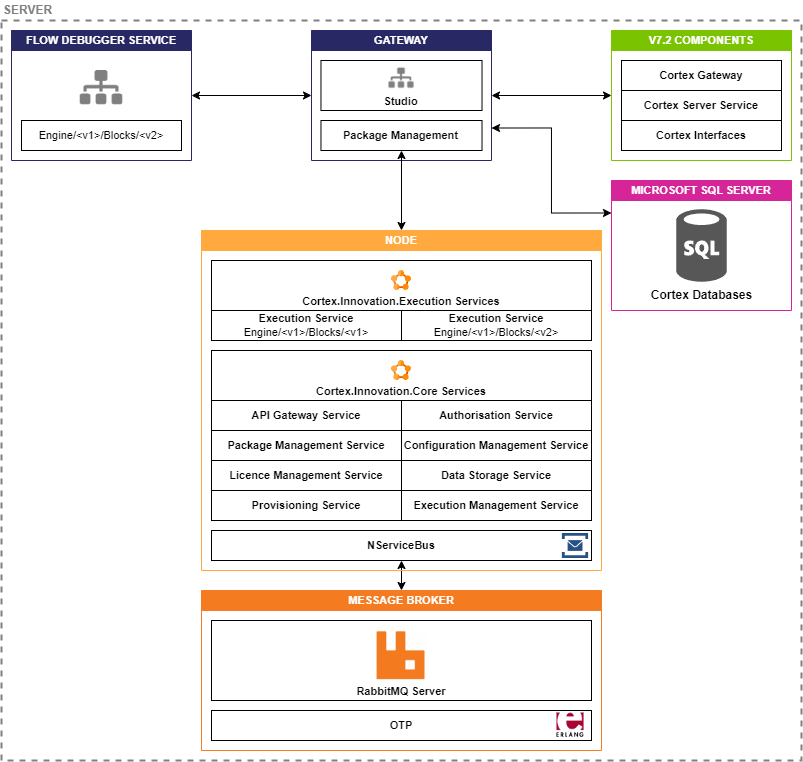 SERVER
FLOW DEBUGGER SERVICE
Engine/<v1>/Blocks/<v2>
GATEWAY
Studio
Package Management
V7.2 COMPONENTS
Cortex Gateway
Cortex Server Service
Cortex Interfaces
MICROSOFT SQL SERVER
SQL
Cortex Databases
NODE
Cortex.Innovation.Execution Services
Execution Service
Engine/<v1>/Blocks/<v1>
Execution Service
Engine/<v1>/Blocks/<v2>
Cortex.Innovation.Core Services
API Gateway Service
Authorisation Service
Package Management Service
Configuration Management Service
Licence Management Service
Data Storage Service
Provisioning Service
Execution Management Service
NServiceBus
MESSAGE BROKER
RabbitMQ Server
OTP
e
ERLANG